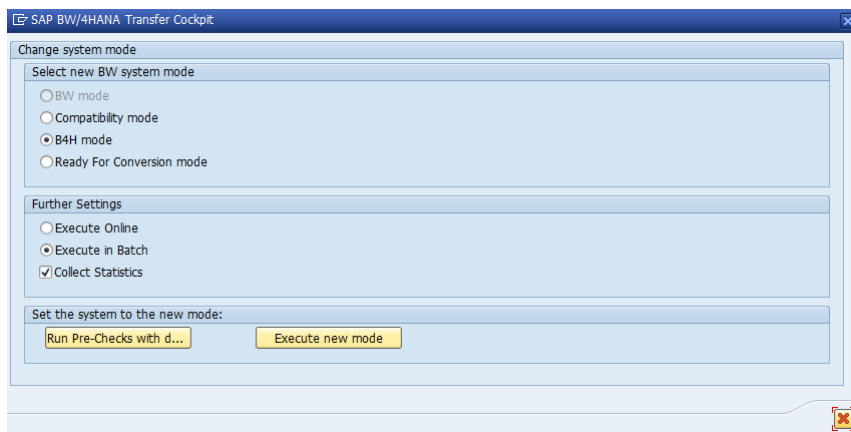 SAP BW/4HANA Transfer Cockpit
Change system mode
Select new BW system mode
BW mode
Compatibility mode
B4H mode
Ready For Conversion mode
Further Settings
Execute Online
Execute in Batch
Collect Statistics
Set the system to the new mode:
Run Pre-Checks with d... Execute new mode